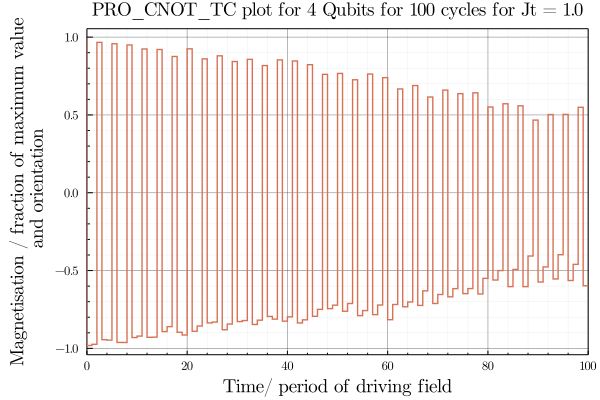 PRO_CNOT_TC plot for 4 Qubits for 100 cycles for Jt = 1.0
Magnetisation / fraction of maximum value
and orientation
1.0
0.5
0.0
−0.5
−1.0
0 20 40 60 80 100
Time/ period of driving field